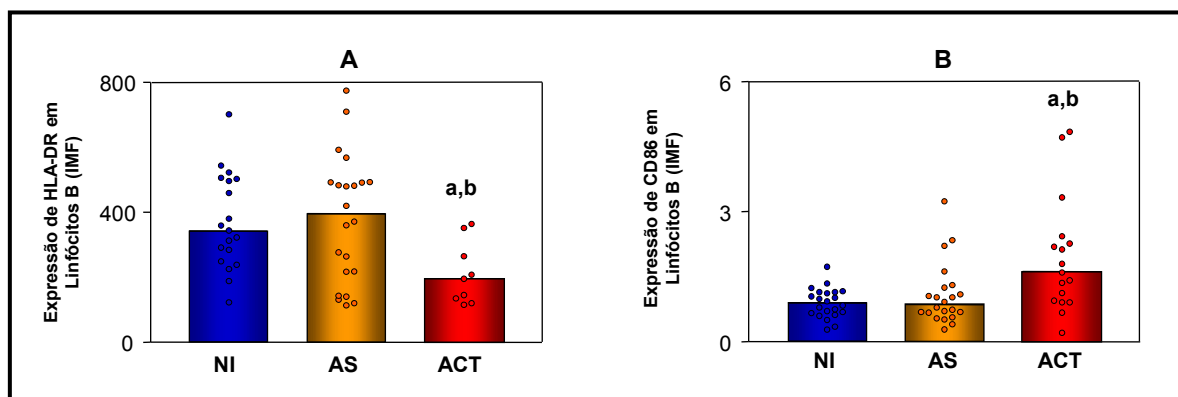 A
Expressão de HLA-DR em
Linfócitos B (IMF)
800
400
0
a,b
NI
AS
ACT
B
Expressão de CD86 em
Linfócitos B (IMF)
6
3
0
a,b
NI
AS
ACT